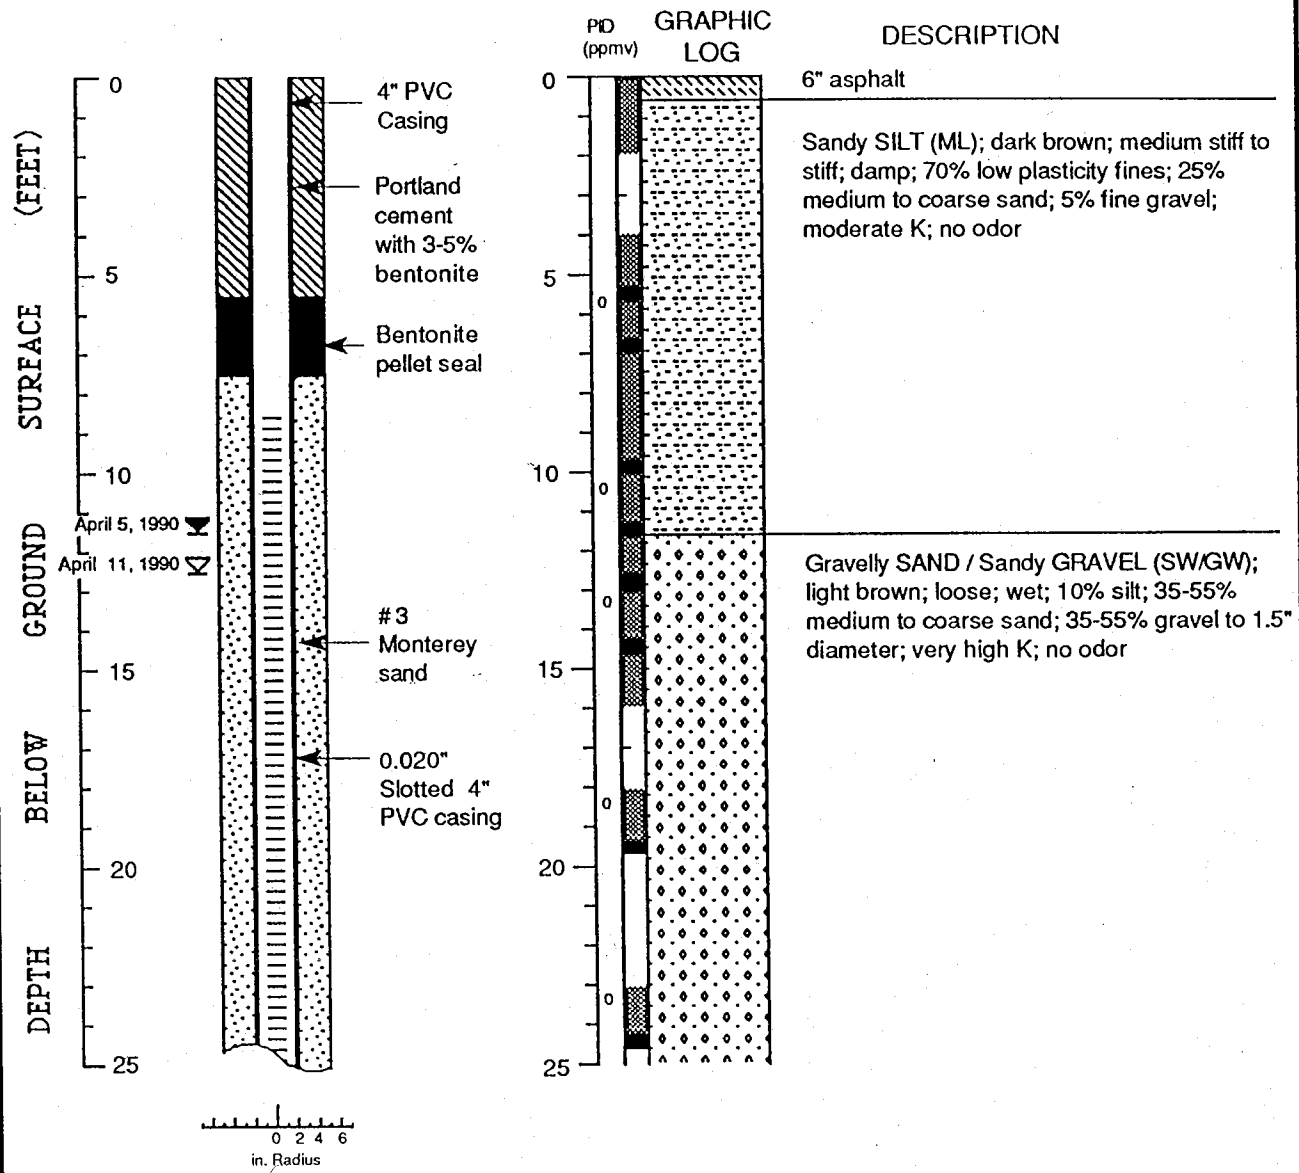 PID
(ppmv)
GRAPHIC
LOG
DESCRIPTION
DEPTH BELOW GROUND SURFACE (FEET)
0
5
10
15
20
25
April 5, 1990
April 11, 1990
4" PVC
Casing
Portland
cement
with 3-5%
bentonite
Bentonite
pellet seal
#3
Monterey
sand
0.020"
Slotted 4"
PVC casing
0 2 4 6
in. Radius
0
5
10
15
20
25
0
0
0
0
0
6" asphalt
Sandy SILT (ML); dark brown; medium stiff to
stiff; damp; 70% low plasticity fines; 25%
medium to coarse sand; 5% fine gravel;
moderate K; no odor
Gravelly SAND / Sandy GRAVEL (SW/GW);
light brown; loose; wet; 10% silt; 35-55%
medium to coarse sand; 35-55% gravel to 1.5"
diameter; very high K; no odor